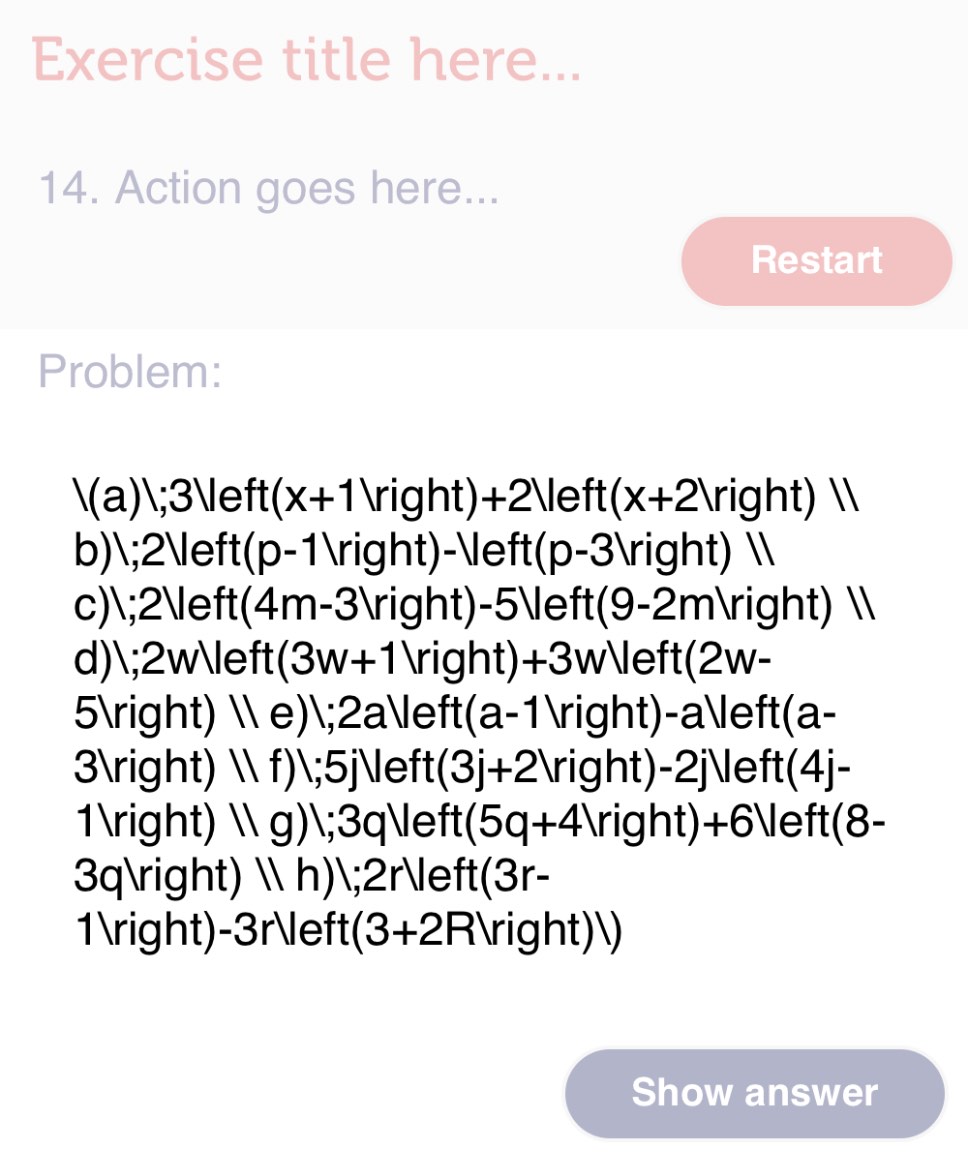 Exercise title here...
14. Action goes here...
Restart
Problem:
\(a)\;3\left(x+1\right)+2\left(x+2\right) \\
b)\;2\left(p-1\right)-\left(p-3\right) \\
c)\;2\left(4m-3\right)-5\left(9-2m\right) \\
d)\;2w\left(3w+1\right)+3w\left(2w-
5\right) \\ e)\;2a\left(a-1\right)-a\left(a-
3\right) \\ f)\;5j\left(3j+2\right)-2j\left(4j-
1\right) \\ g)\;3q\left(5q+4\right)+6\left(8-
3q\right) \\ h)\;2r\left(3r-
1\right)-3r\left(3+2R\right)\)
Show answer